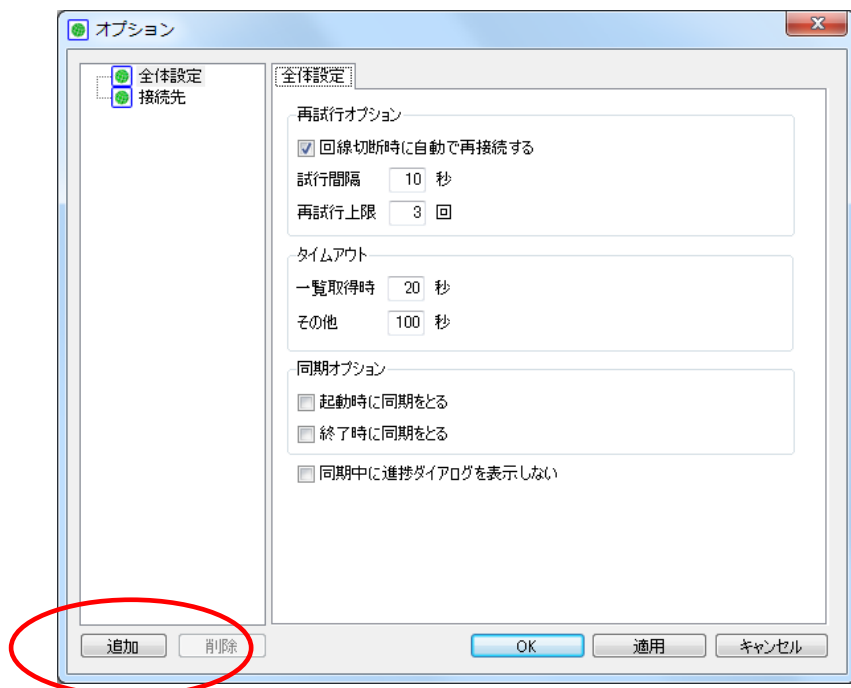 オプション
全体設定
接続先
全体設定
再試行オプション
回線切断時に自動で再接続する
試行間隔 10 秒
再試行上限 3 回
タイムアウト
一覧取得時 20 秒
その他 100 秒
同期オプション
起動時に同期をとる
終了時に同期をとる
同期中に進捗ダイアログを表示しない
追加 削除 OK 適用 キャンセル